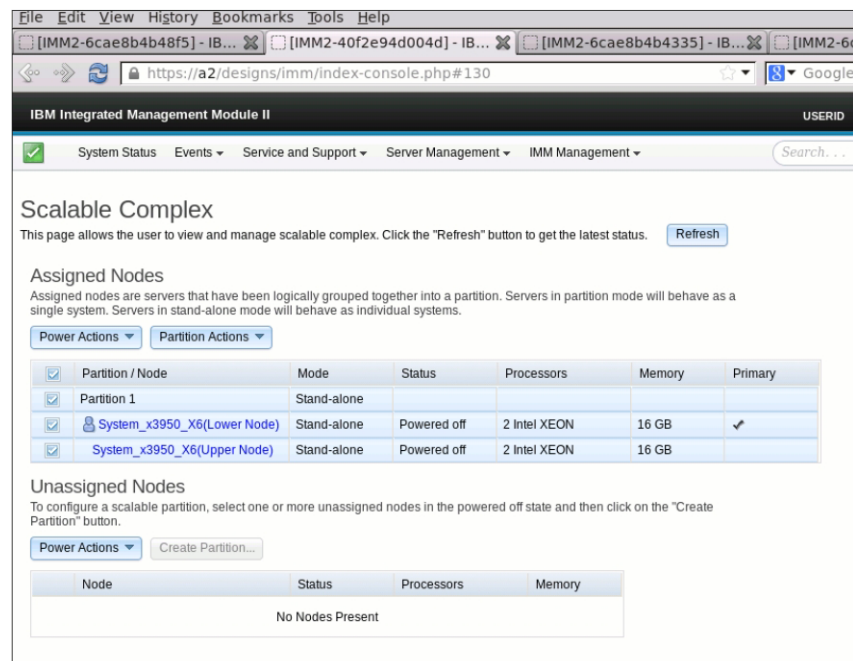 File Edit View History Bookmarks Tools Help
[IMM2-6cae8b4b48f5] - IB... [IMM2-40f2e94d004d] - IB... [IMM2-6cae8b4b4335] - IB... [IMM2-6
https://a2/designs/imm/index-console.php#130 Google
IBM Integrated Management Module II USERID
System Status Events Service and Support Server Management IMM Management Search...
Scalable Complex
This page allows the user to view and manage scalable complex. Click the "Refresh" button to get the latest status. Refresh
Assigned Nodes
Assigned nodes are servers that have been logically grouped together into a partition. Servers in partition mode will behave as a
single system. Servers in stand-alone mode will behave as individual systems.
Power Actions Partition Actions
Partition / Node Mode Status Processors Memory Primary
Partition 1 Stand-alone
System_x3950_X6(Lower Node) Stand-alone Powered off 2 Intel XEON 16 GB
System_x3950_X6(Upper Node) Stand-alone Powered off 2 Intel XEON 16 GB
Unassigned Nodes
To configure a scalable partition, select one or more unassigned nodes in the powered off state and then click on the "Create
Partition" button.
Power Actions Create Partition...
Node Status Processors Memory
No Nodes Present